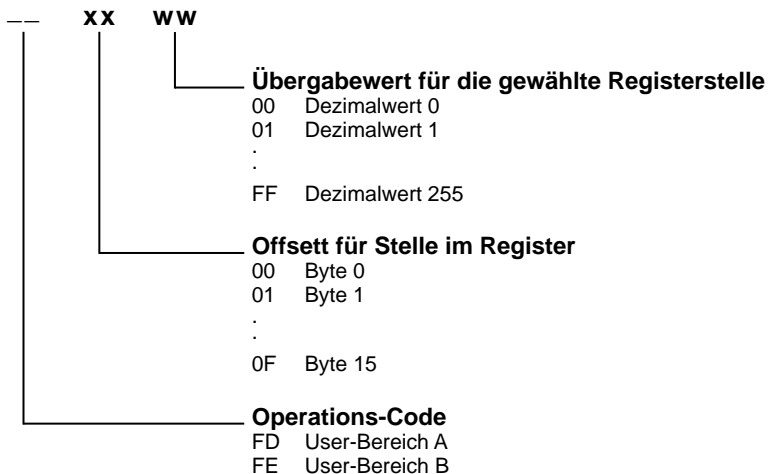 __ xx ww
Übergabewert für die gewählte Registerstelle
00 Dezimalwert 0
01 Dezimalwert 1
.
.
FF Dezimalwert 255
Offsett für Stelle im Register
00 Byte 0
01 Byte 1
.
.
0F Byte 15
Operations-Code
FD User-Bereich A
FE User-Bereich B